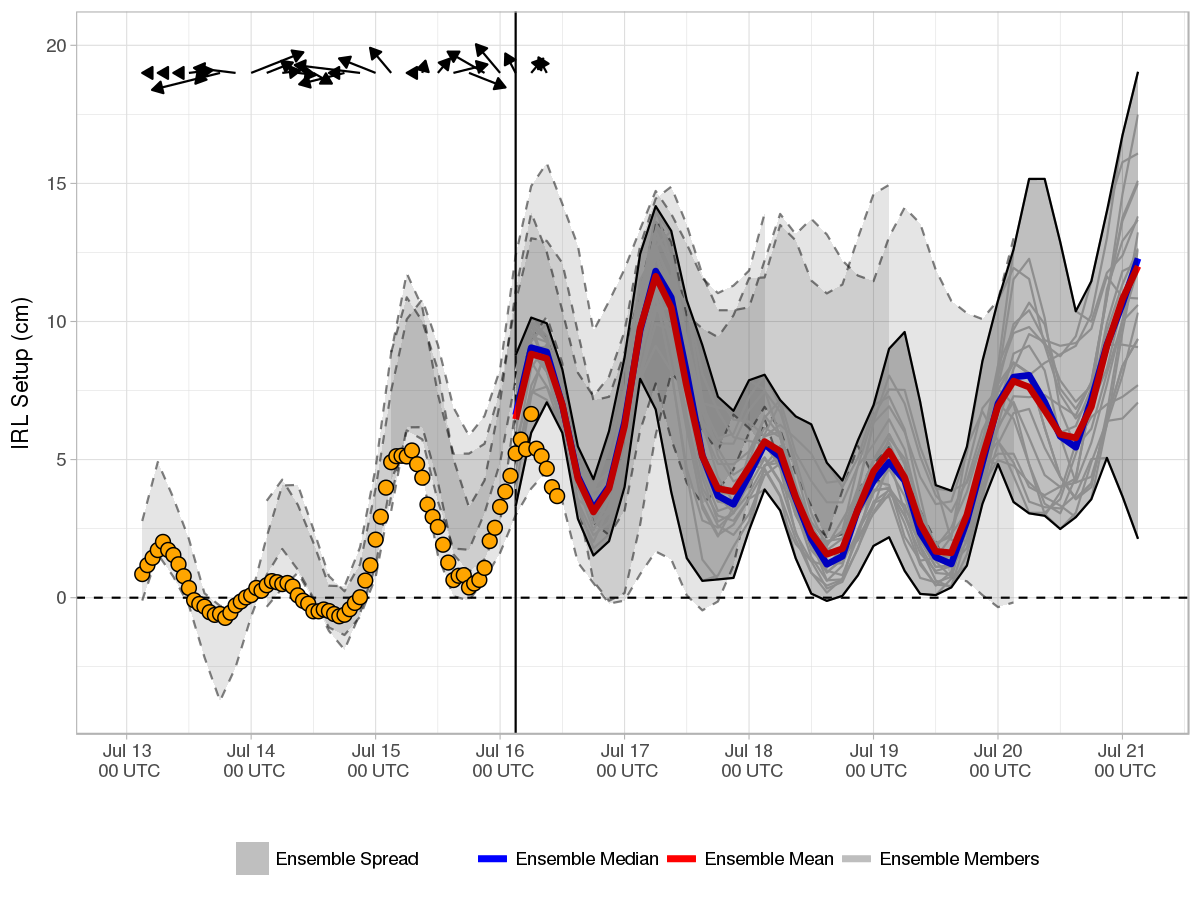 IRL Setup (cm)
20
15
10
5
0
Jul 13 Jul 14 Jul 15 Jul 16 Jul 17 Jul 18 Jul 19 Jul 20 Jul 21
00 UTC 00 UTC 00 UTC 00 UTC 00 UTC 00 UTC 00 UTC 00 UTC 00 UTC
Ensemble Spread Ensemble Median Ensemble Mean Ensemble Members